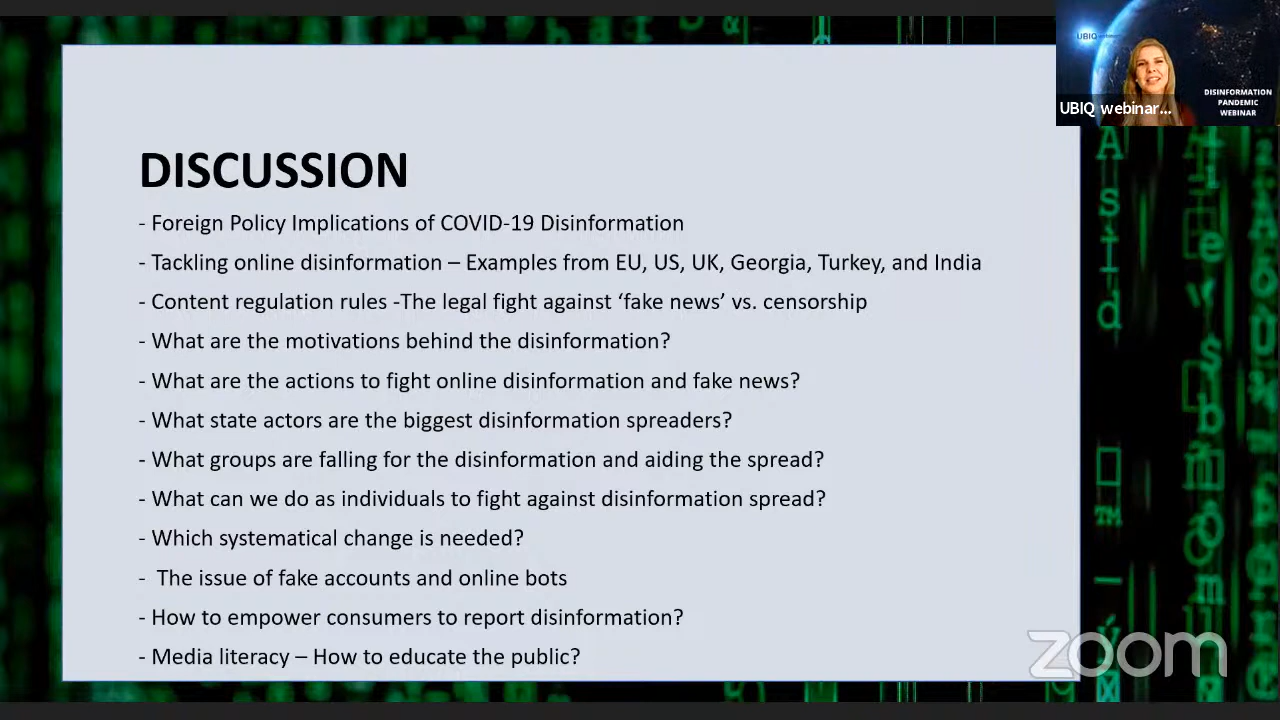 DISCUSSION
- Foreign Policy Implications of COVID-19 Disinformation
- Tackling online disinformation – Examples from EU, US, UK, Georgia, Turkey, and India
- Content regulation rules -The legal fight against ‘fake news’ vs. censorship
- What are the motivations behind the disinformation?
- What are the actions to fight online disinformation and fake news?
- What state actors are the biggest disinformation spreaders?
- What groups are falling for the disinformation and aiding the spread?
- What can we do as individuals to fight against disinformation spread?
- Which systematical change is needed?
- The issue of fake accounts and online bots
- How to empower consumers to report disinformation?
- Media literacy – How to educate the public?
UBIQ
DISINFORMATION
PANDEMIC
WEBINAR
UBIQ webinar...
zoom